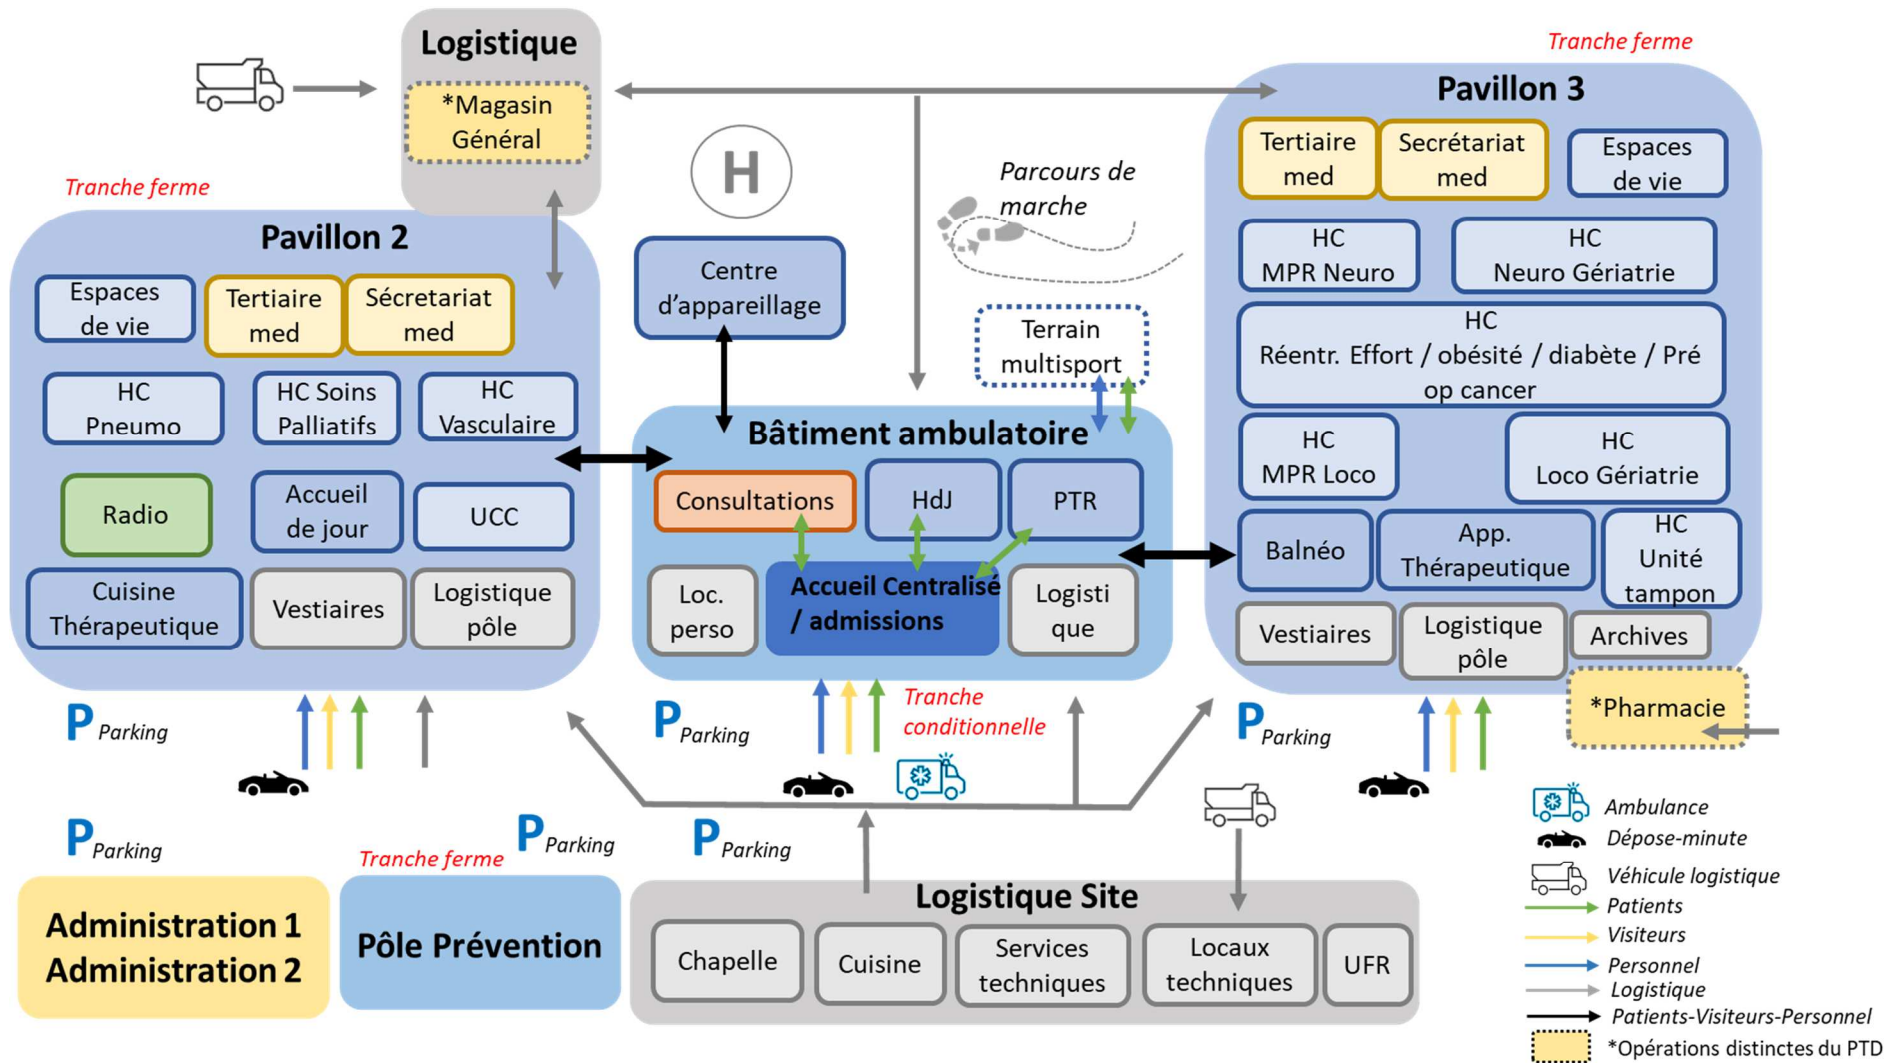 Logistique
*Magasin
Général
Tranche ferme
Pavillon 2
Espaces
de vie
Tertiaire
med
Sécretariat
med
HC
Pneumo
HC Soins
Palliatifs
HC
Vasculaire
Radio
Accueil
de jour
UCC
Cuisine
Thérapeutique
Vestiaires
Logistique
pôle
H
Centre
d'appareillage
Parcours de
marche
Terrain
multisport
Bâtiment ambulatoire
Consultations
HdJ
PTR
Loc.
perso
Accueil Centralisé
/ admissions
Logisti
que
Tranche
conditionnelle
Tranche ferme
Pavillon 3
Tertiaire
med
Secrétariat
med
Espaces
de vie
HC
MPR Neuro
HC
Neuro Gériatrie
HC
Réentr. Effort / obésité / diabète / Pré
op cancer
HC
MPR Loco
HC
Loco Gériatrie
Balnéo
App.
Thérapeutique
HC
Unité
tampon
Vestiaires
Logistique
pôle
Archives
*Pharmacie
P Parking
P Parking
P Parking
P Parking
P Parking
P Parking
Tranche ferme
Administration 1
Administration 2
Pôle Prévention
Logistique Site
Chapelle
Cuisine
Services
techniques
Locaux
techniques
UFR
Ambulance
Dépose-minute
Véhicule logistique
Patients
Visiteurs
Personnel
Logistique
Patients-Visiteurs-Personnel
*Opérations distinctes du PTD